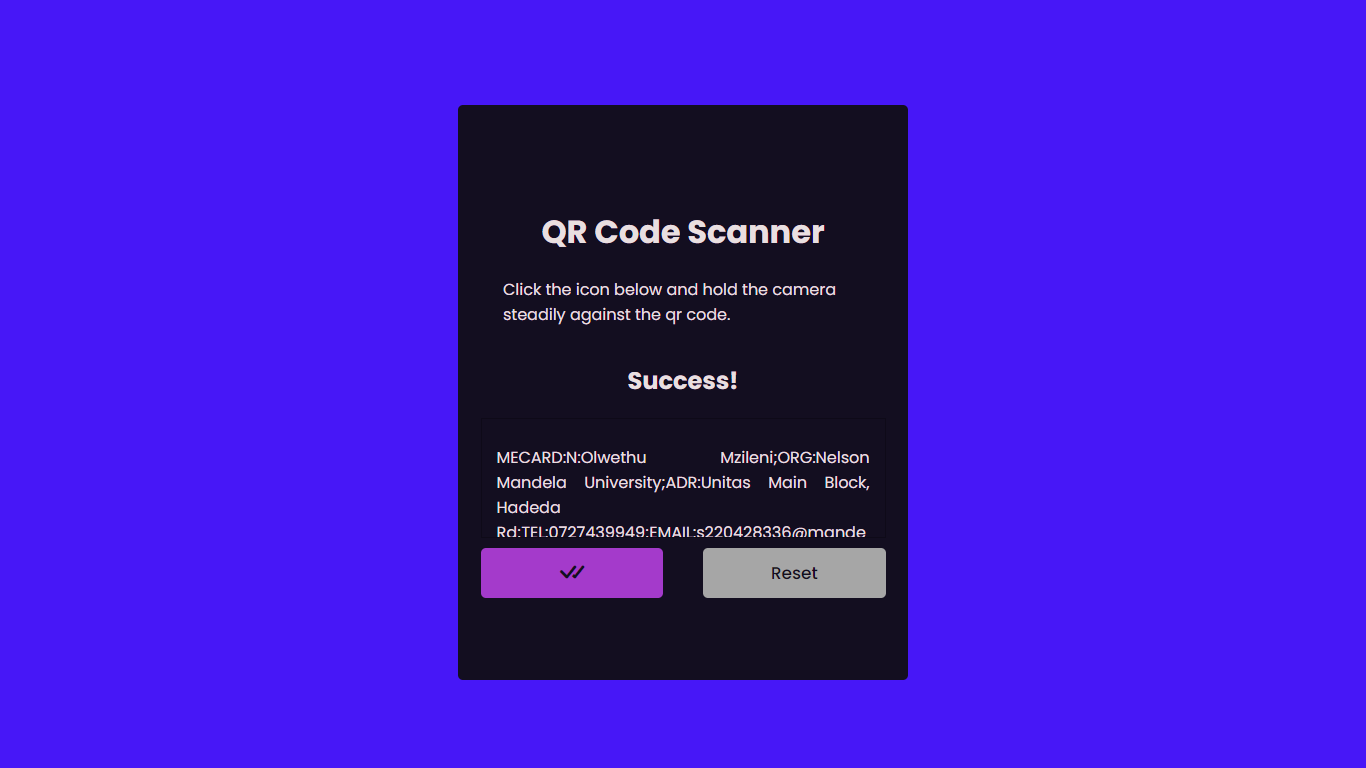 QR Code Scanner
Click the icon below and hold the camera
steadily against the qr code.
Success!
MECARD:N:Olwethu Mzileni;ORG:Nelson
Mandela University;ADR:Unitas Main Block,
Hadeda
Rd;TEL:0727439949;EMAIL:s220428336@mande
Reset